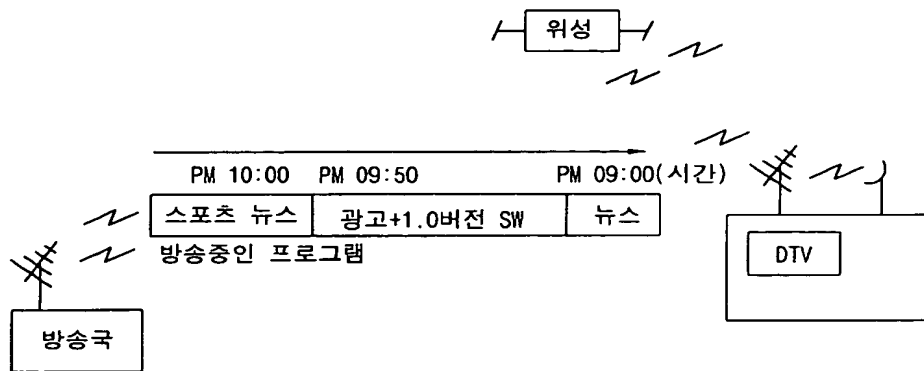 위성
PM 10:00 PM 09:50 PM 09:00(시간)
스포츠 뉴스 광고+1.0버전 SW 뉴스
방송중인 프로그램
DTV
방송국